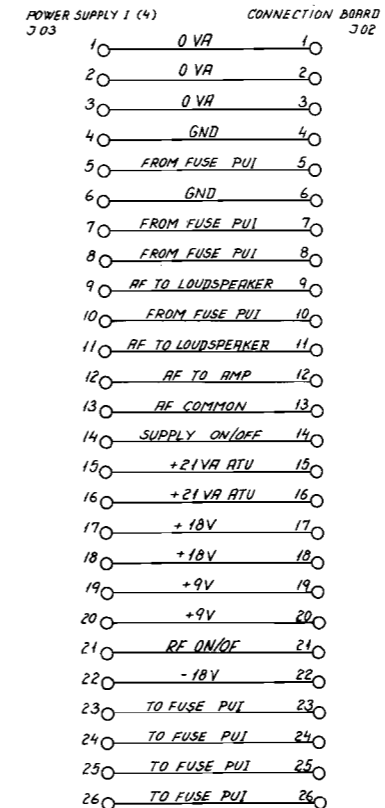 POWER SUPPLY I (4) CONNECTION BOARD
J03 J02
1 0 VA 1
2 0 VA 2
3 0 VA 3
4 GND 4
5 FROM FUSE PUI 5
6 GND 6
7 FROM FUSE PUI 7
8 FROM FUSE PUI 8
9 AF TO LOUDSPEAKER 9
10 FROM FUSE PUI 10
11 AF TO LOUDSPEAKER 11
12 AF TO AMP 12
13 AF COMMON 13
14 SUPPLY ON/OFF 14
15 +21 VA ATU 15
16 +21 VA ATU 16
17 +18V 17
18 +18V 18
19 +9V 19
20 +9V 20
21 RF ON/OF 21
22 -18V 22
23 TO FUSE PUI 23
24 TO FUSE PUI 24
25 TO FUSE PUI 25
26 TO FUSE PUI 26